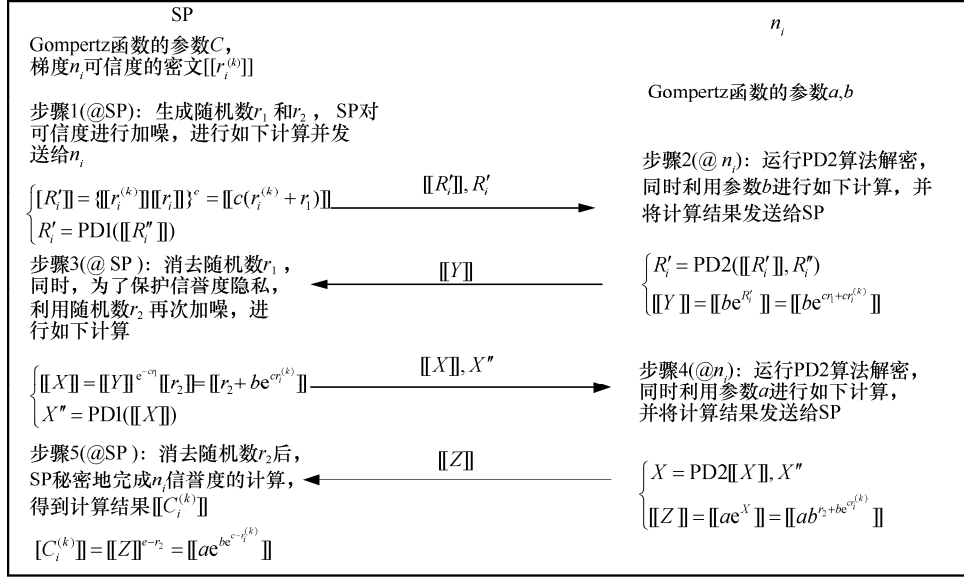 SP
n_i
Gompertz函数的参数C，
梯度n_i可信度的密文[[r_i^{(k)}]]
Gompertz函数的参数a,b
步骤1(@SP)：生成随机数r_1和r_2，SP对
可信度进行加噪，进行如下计算并发
送给n_i
[R_i']] = {[[r_i^{(k)}]][[r_i]]}^c = [[c(r_i^{(k)}+r_1)]]
R_i' = PD1([[R_i'']])
[[R_i']], R_i'
步骤2(@ n_i)：运行PD2算法解密，
同时利用参数b进行如下计算，并
将计算结果发送给SP
R_i' = PD2([[R_i']], R_i'')
[[Y]] = [[be^{R_i'}]] = [[be^{cr_1+cr_i^{(k)}}]]
[[Y]]
步骤3(@ SP)：消去随机数r_1，
同时，为了保护信誉度隐私，
利用随机数r_2再次加噪，进
行如下计算
[[X]] = [[Y]]^{e^{-cr_1}}[[r_2]] = [[r_2+be^{cr_i^{(k)}}]]
X'' = PD1([[X]])
[[X]], X''
步骤4(@n_i)：运行PD2算法解密，
同时利用参数a进行如下计算，
并将计算结果发送给SP
X = PD2[[X]], X''
[[Z]] = [[ae^X]] = [[ab^{r_2+be^{cr_i^{(k)}}}]]
[[Z]]
步骤5(@SP)：消去随机数r_2后，
SP秘密地完成n_i信誉度的计算，
得到计算结果[[C_i^{(k)}]]
[C_i^{(k)}]] = [[Z]]^{e-r_2} = [[ae^{be^{c-r_i^{(k)}}}]]